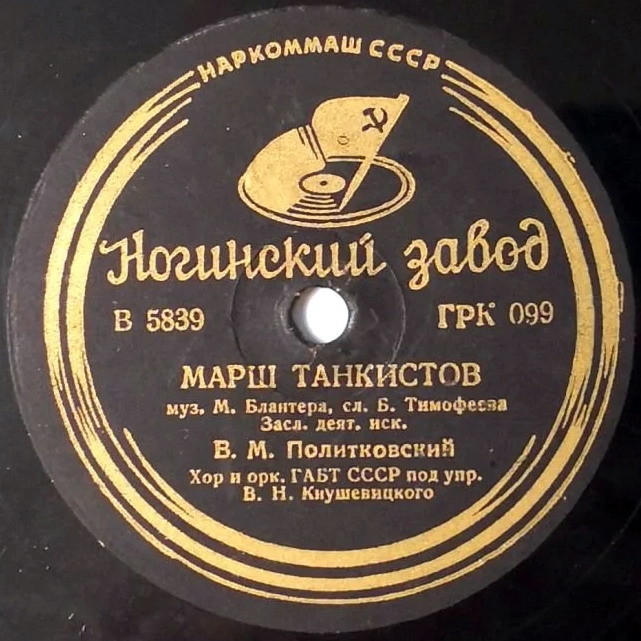 НАРКОММАШ СССР
Ногинский завод
В 5839 ГРК 099
МАРШ ТАНКИСТОВ
муз. М. Блантера, сл. Б. Тимофеева
Засл. деят. иск.
В. М. Политковский
Хор и орк. ГАБТ СССР под упр.
В. Н. Кнушевицкого